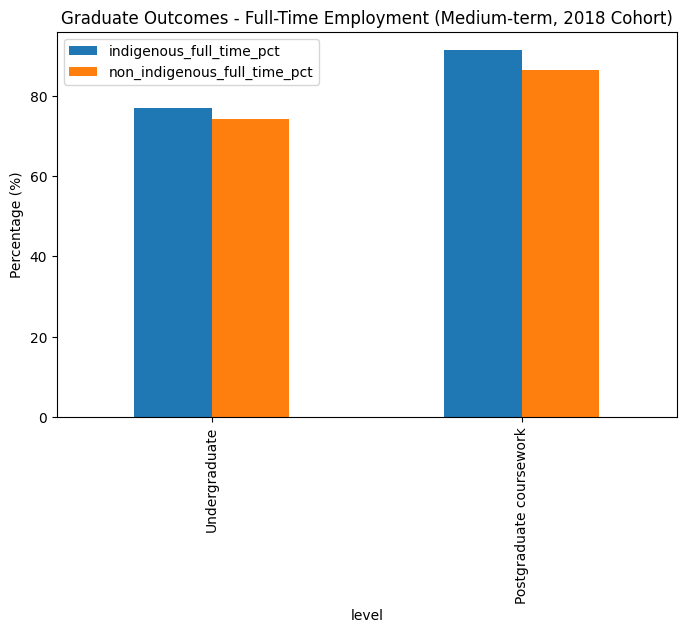 Graduate Outcomes - Full-Time Employment (Medium-term, 2018 Cohort)
indigenous_full_time_pct
non_indigenous_full_time_pct
Percentage (%)
80
60
40
20
0
Undergraduate
Postgraduate coursework
level